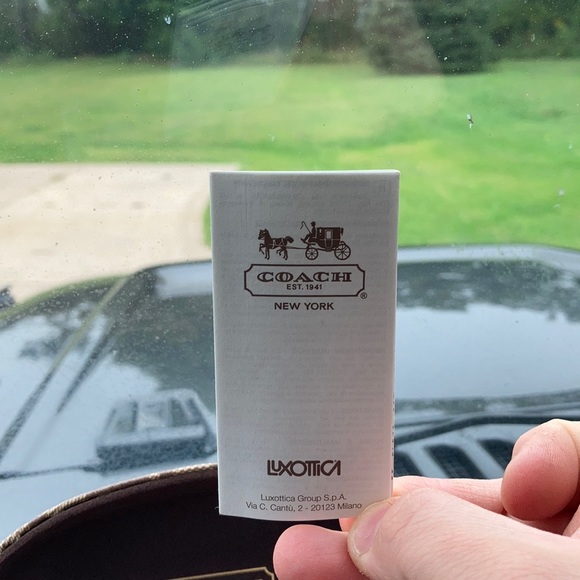 COACH
EST. 1941
®
NEW YORK
LUXOTTICA
Luxottica Group S.p.A.
Via C. Cantù, 2 - 20123 Milano